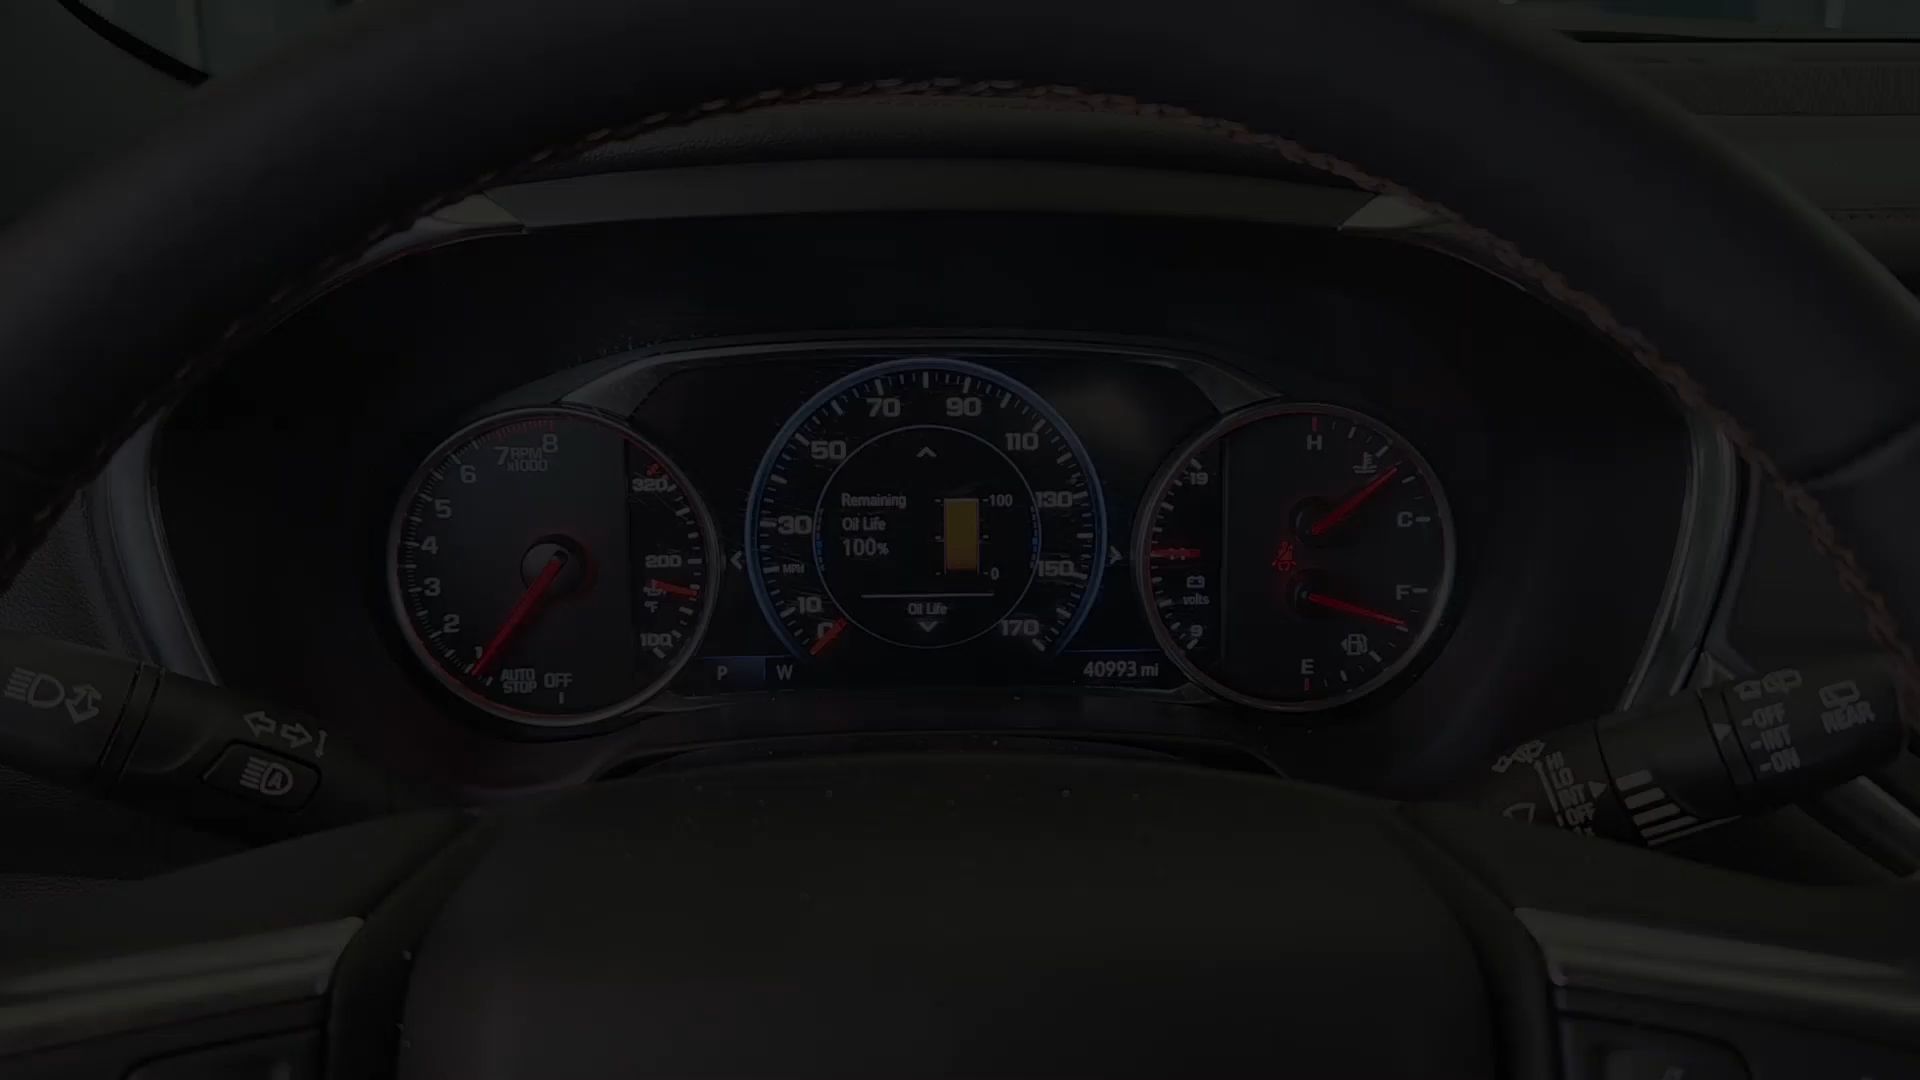 8
7
RPM
x1000
6
5
4
3
2
1
AUTO
STOP
OFF
320
200
°F
100
70
90
50
110
30
130
MPH
150
10
0
170
Remaining
Oil Life
100%
100
0
Oil Life
P
W
40993 mi
19
volts
9
H
C
F
E
A
HI
LO
INT
OFF
OFF
INT
ON
REAR